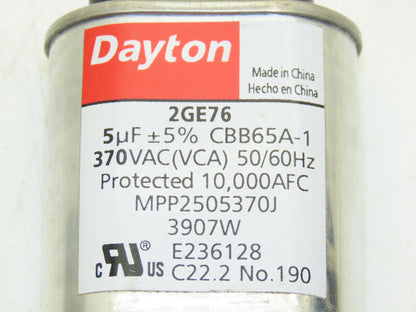 Dayton
Made in China
Hecho en China
2GE76
5µF ±5% CBB65A-1
370VAC(VCA) 50/60Hz
Protected 10,000AFC
MPP2505370J
3907W
c RU® US E236128
C22.2 No.190